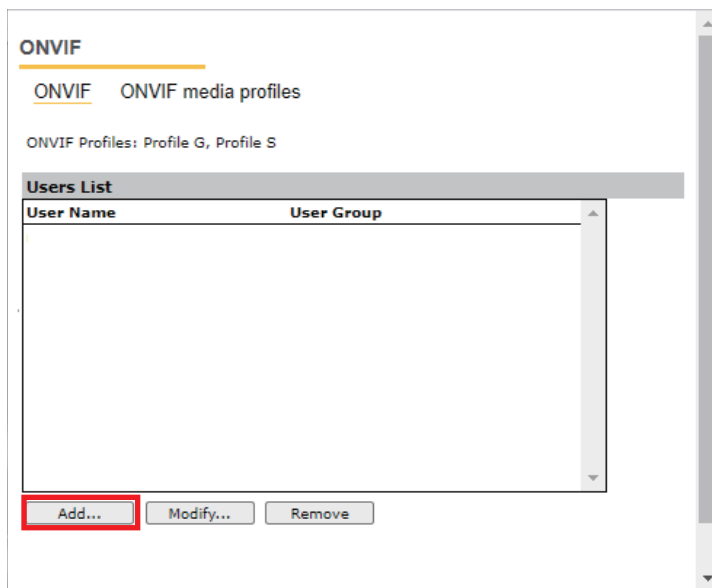 ONVIF
ONVIF ONVIF media profiles
ONVIF Profiles: Profile G, Profile S
Users List
User Name User Group
Add... Modify... Remove